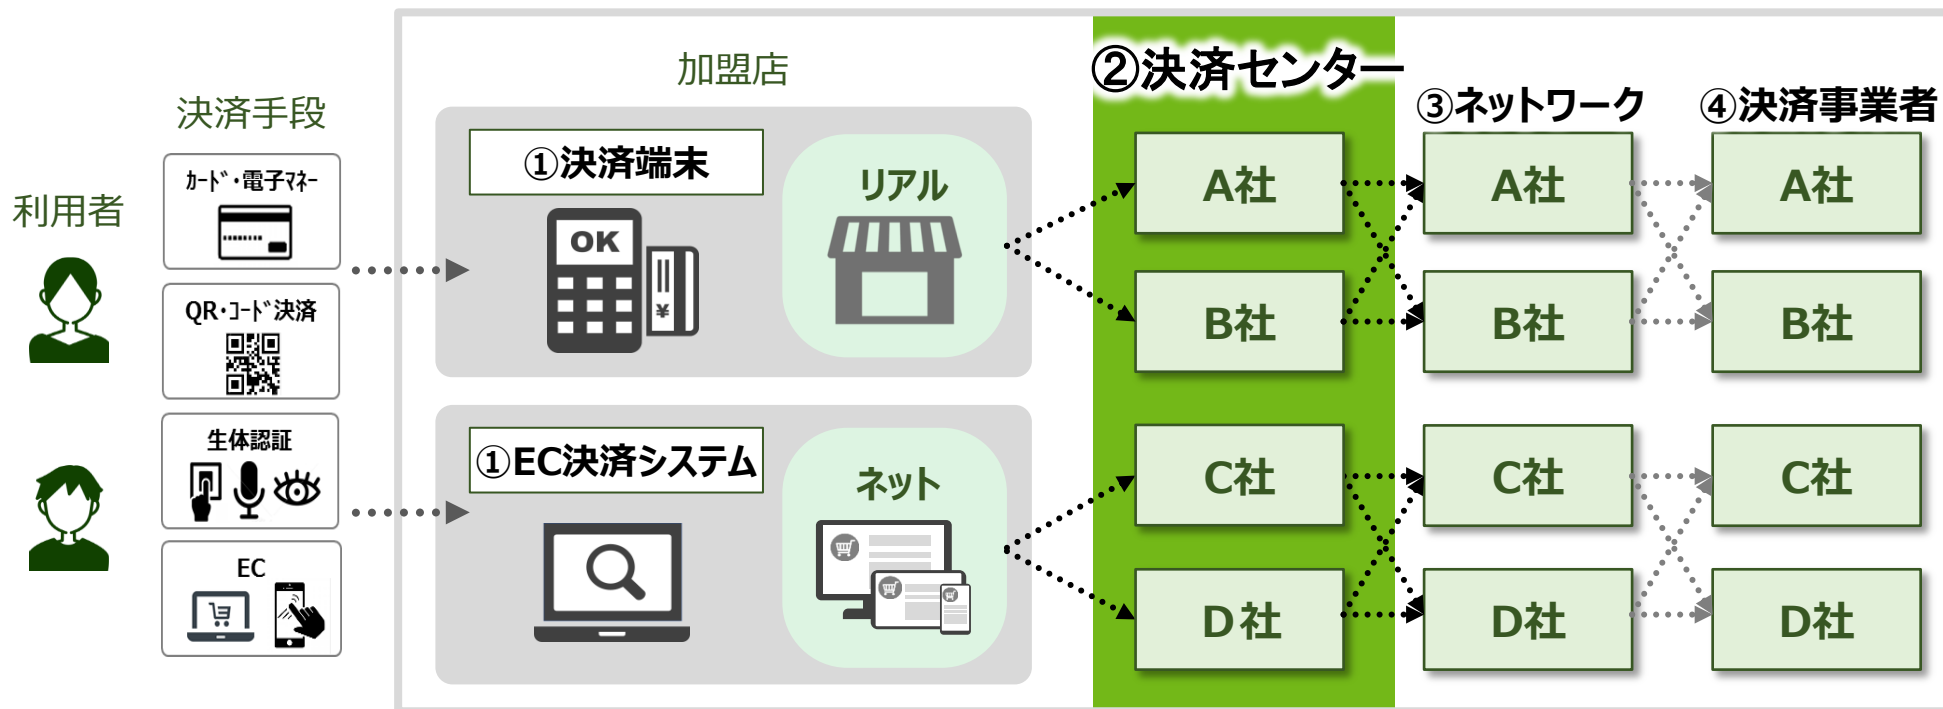 利用者
決済手段
カード・電子マネー
QR・コード決済
生体認証
EC
加盟店
①決済端末
OK
¥
リアル
①EC決済システム
ネット
②決済センター
A社
B社
C社
D社
③ネットワーク
A社
B社
C社
D社
④決済事業者
A社
B社
C社
D社